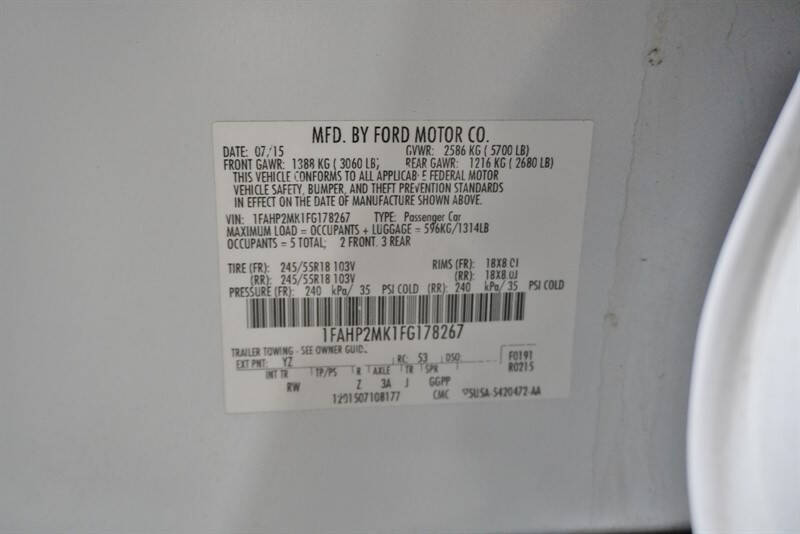 MFD. BY FORD MOTOR CO.
DATE: 07/15 GVWR: 2586 KG ( 5700 LB)
FRONT GAWR: 1388 KG ( 3060 LB) REAR GAWR: 1216 KG ( 2680 LB)
THIS VEHICLE CONFORMS TO ALL APPLICABLE FEDERAL MOTOR
VEHICLE SAFETY, BUMPER, AND THEFT PREVENTION STANDARDS
IN EFFECT ON THE DATE OF MANUFACTURE SHOWN ABOVE.
VIN: 1FAHP2MK1FG178267 TYPE: Passenger Car
MAXIMUM LOAD = OCCUPANTS + LUGGAGE = 596KG/1314LB
OCCUPANTS = 5 TOTAL; 2 FRONT, 3 REAR
TIRE (FR): 245/55R18 103V RIMS (FR): 18X8.0J
(RR): 245/55R18 103V (RR): 18X8.0J
PRESSURE (FR): 240 kPa/ 35 PSI COLD (RR): 240 kPa/ 35 PSI COLD
1FAHP2MK1FG178267
TRAILER TOWING - SEE OWNER GUIDE
EXT PNT: YZ RC: 53 DSO: F0191
R0215
INT TR TP/PS R AXLE TR SPR
RW Z 3A J GGPP
1201507108177 CMC 5U5A-5420472-AA